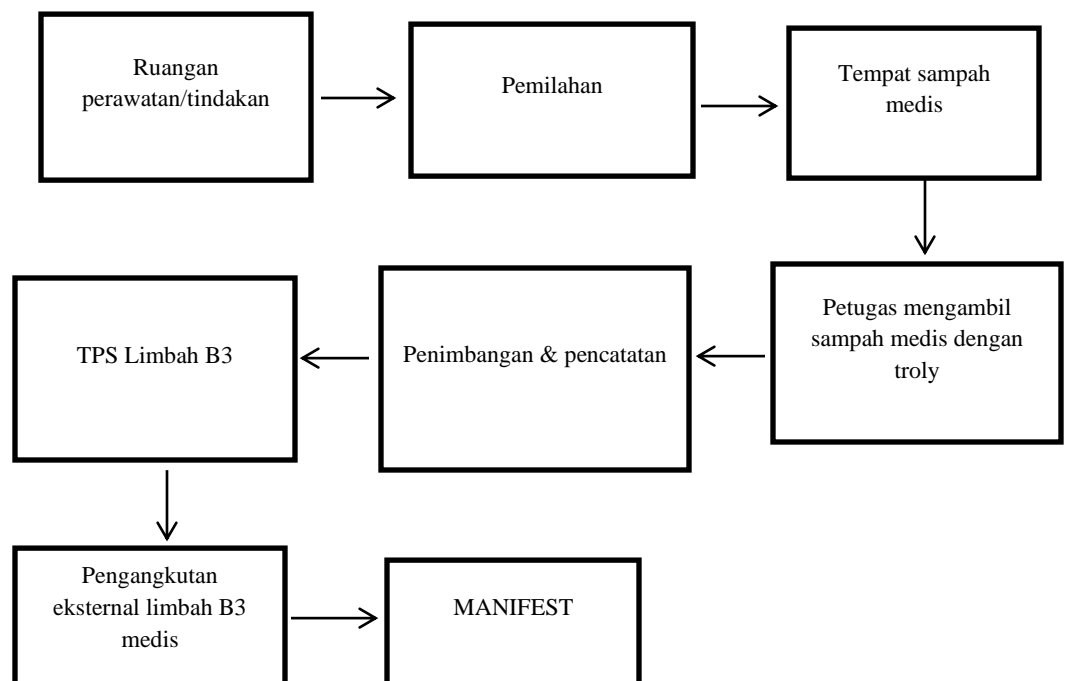 Ruangan
perawatan/tindakan
Pemilahan
Tempat sampah
medis
Petugas mengambil
sampah medis dengan
troly
Penimbangan & pencatatan
TPS Limbah B3
Pengangkutan
eksternal limbah B3
medis
MANIFEST